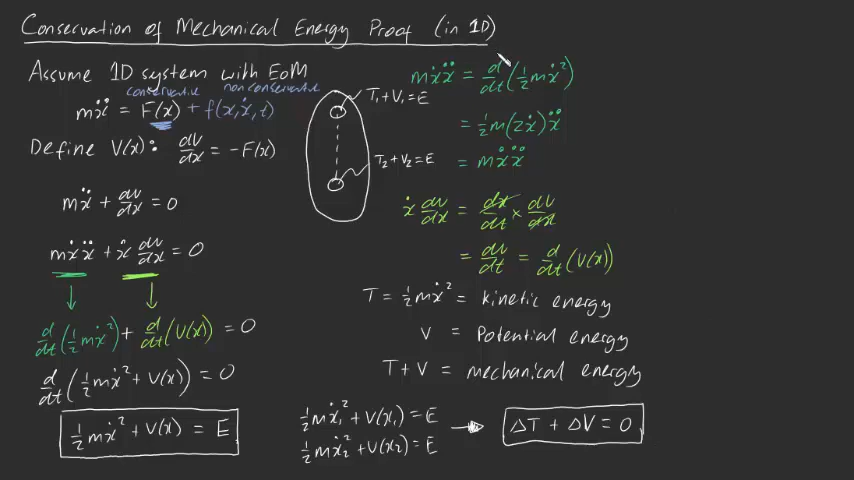 Conservation of Mechanical Energy Proof (in 1D)
Assume 1D system with EoM
conservative nonconservative
mẍ = F(x) + f(x,ẋ,t)
Define V(x): dV/dx = -F(x)
mẍ + dV/dx = 0
mẋẍ + ẋ dV/dx = 0
d/dt(½mẋ²) + d/dt(V(x)) = 0
d/dt(½mẋ² + V(x)) = 0
½mẋ² + V(x) = E
T₁+V₁=E
T₂+V₂=E
mẋẍ = d/dt(½mẋ²)
= ½m(2ẋ)ẍ
= mẋẍ
ẋ dV/dx = dx/dt × dV/dx
= dV/dt = d/dt(V(x))
T = ½mẋ² = kinetic energy
V = Potential energy
T + V = mechanical energy
½mẋ₁² + V(x₁) = E
½mẋ₂² + V(x₂) = E
→ ΔT + ΔV = 0